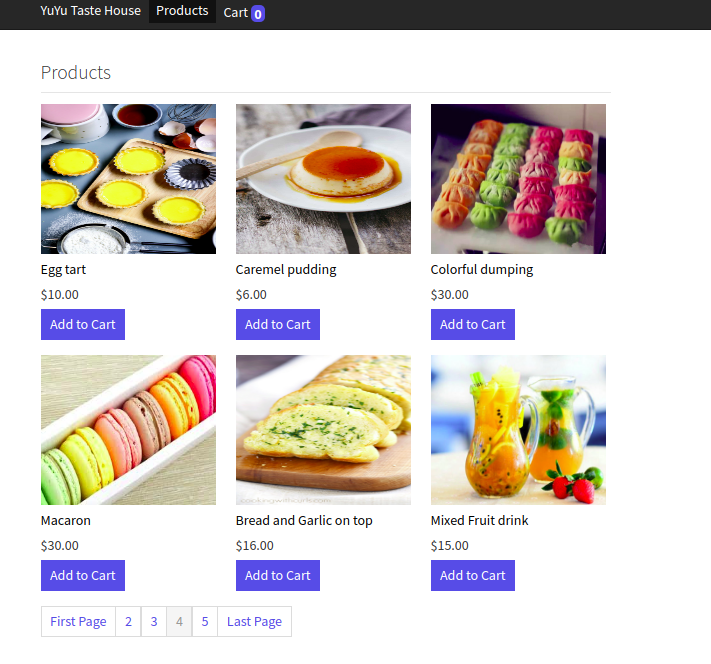 YuYu Taste House Products Cart 0
Products
Egg tart Caremel pudding Colorful dumping
$10.00 $6.00 $30.00
Add to Cart Add to Cart Add to Cart
Macaron Bread and Garlic on top Mixed Fruit drink
$30.00 $16.00 $15.00
Add to Cart Add to Cart Add to Cart
First Page 2 3 4 5 Last Page